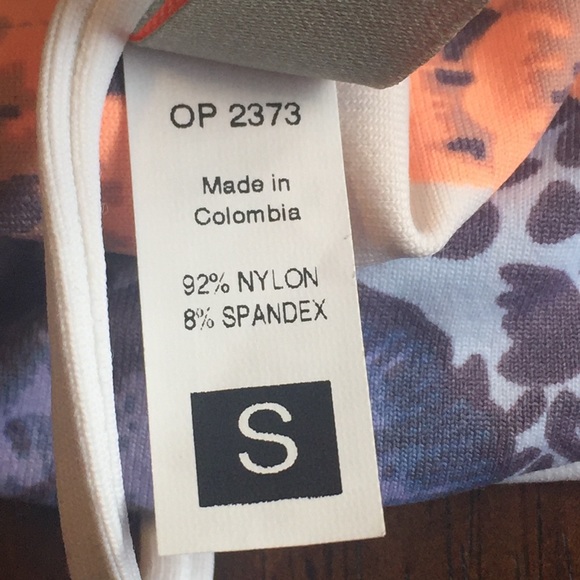 OP 2373
Made in
Colombia
92% NYLON
8% SPANDEX
S